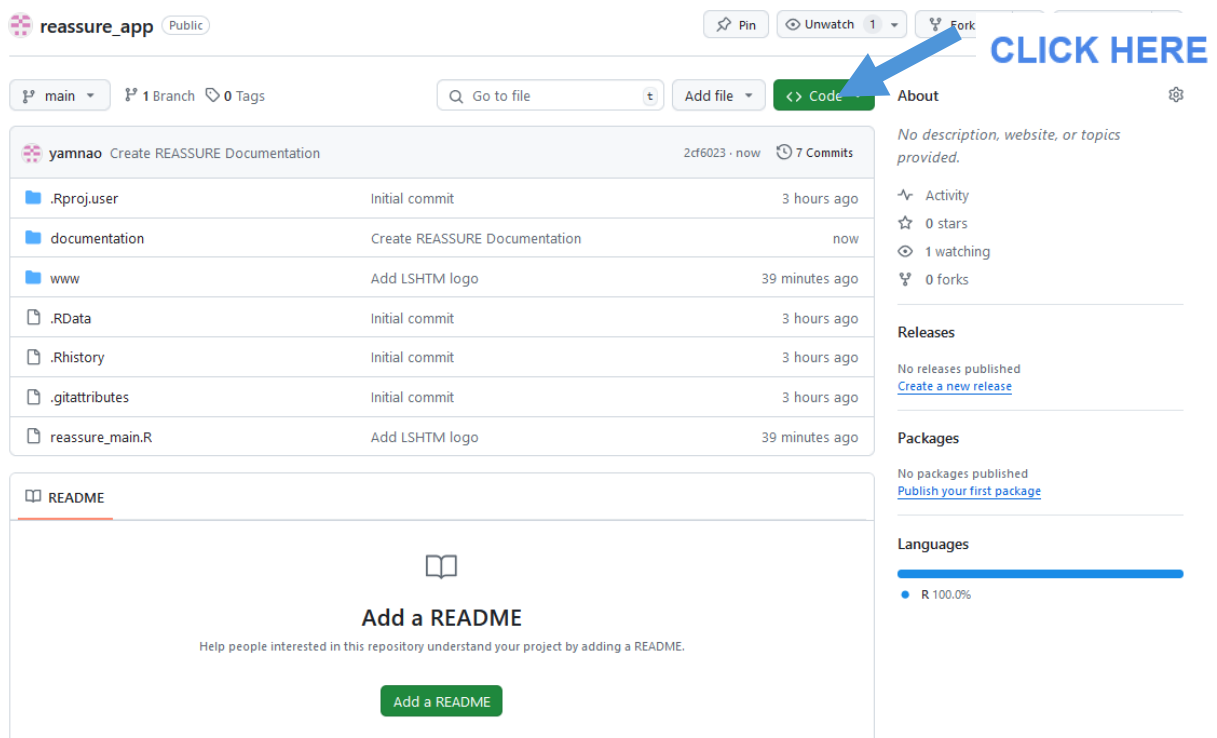 reassure_app Public
Pin
Unwatch 1
Fork
CLICK HERE
main
1 Branch
0 Tags
Go to file t
Add file
Code
yamnao Create REASSURE Documentation
2cf6023 · now
7 Commits
.Rproj.user Initial commit 3 hours ago
documentation Create REASSURE Documentation now
www Add LSHTM logo 39 minutes ago
.RData Initial commit 3 hours ago
.Rhistory Initial commit 3 hours ago
.gitattributes Initial commit 3 hours ago
reassure_main.R Add LSHTM logo 39 minutes ago
README
Add a README
Help people interested in this repository understand your project by adding a README.
Add a README
About
No description, website, or topics
provided.
Activity
0 stars
1 watching
0 forks
Releases
No releases published
Create a new release
Packages
No packages published
Publish your first package
Languages
R 100.0%